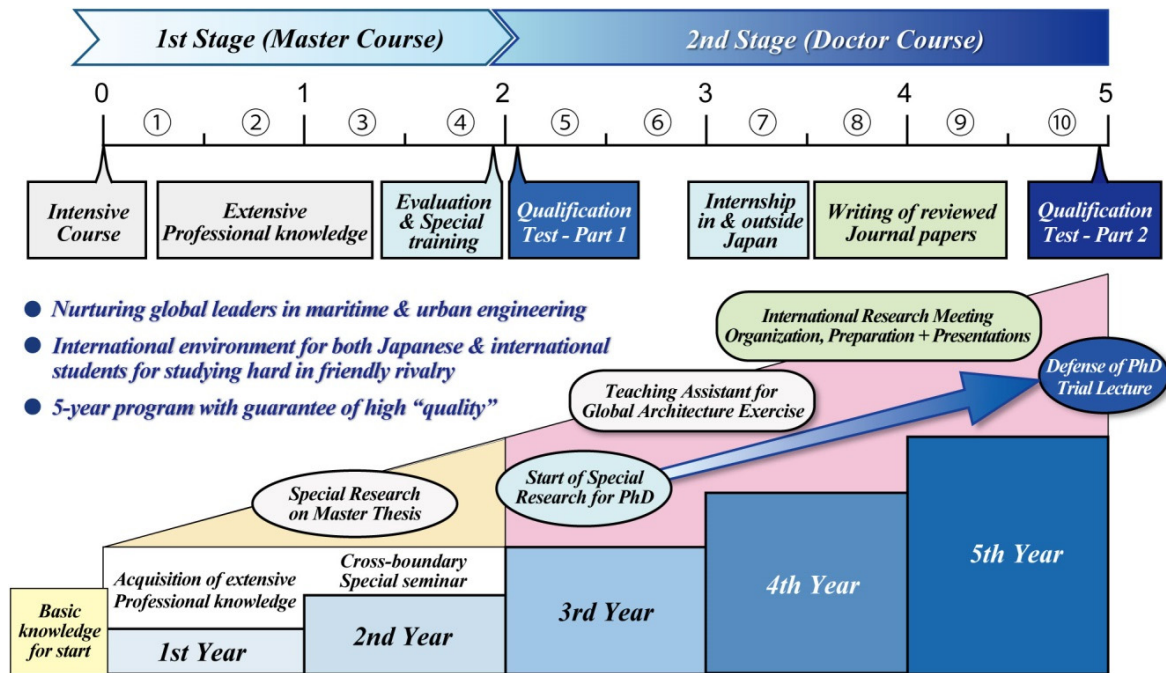 1st Stage (Master Course)
2nd Stage (Doctor Course)
0 1 2 3 4 5
① ② ③ ④ ⑤ ⑥ ⑦ ⑧ ⑨ ⑩
Intensive
Course
Extensive
Professional knowledge
Evaluation
& Special
training
Qualification
Test - Part 1
Internship
in & outside
Japan
Writing of reviewed
Journal papers
Qualification
Test - Part 2
● Nurturing global leaders in maritime & urban engineering
● International environment for both Japanese & international
students for studying hard in friendly rivalry
● 5-year program with guarantee of high “quality”
International Research Meeting
Organization, Preparation + Presentations
Teaching Assistant for
Global Architecture Exercise
Defense of PhD
Trial Lecture
Special Research
on Master Thesis
Start of Special
Research for PhD
Basic
knowledge
for start
Acquisition of extensive
Professional knowledge
1st Year
Cross-boundary
Special seminar
2nd Year
3rd Year
4th Year
5th Year